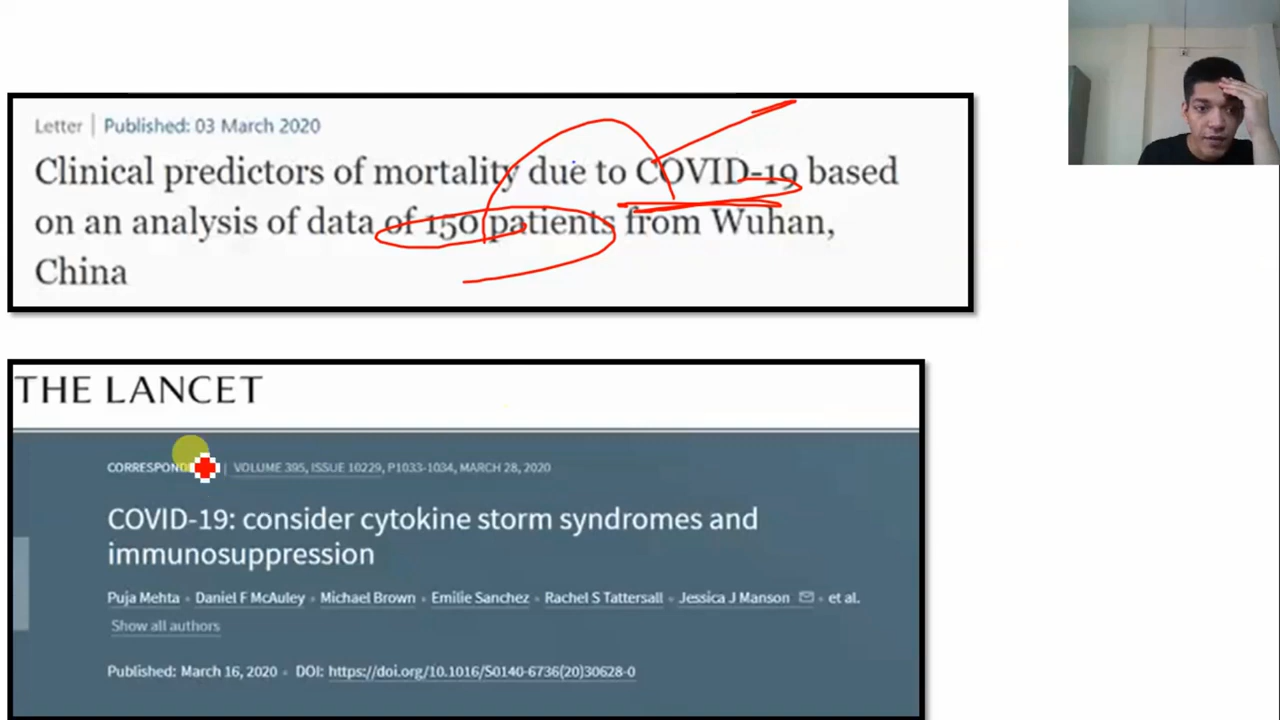 Letter | Published: 03 March 2020
Clinical predictors of mortality due to COVID-19 based
on an analysis of data of 150 patients from Wuhan,
China
THE LANCET
| VOLUME 395, ISSUE 10229, P1033-1034, MARCH 28, 2020
COVID-19: consider cytokine storm syndromes and
immunosuppression
Puja Mehta • Daniel F McAuley • Michael Brown • Emilie Sanchez • Rachel S Tattersall • Jessica J Manson • et al.
Show all authors
Published: March 16, 2020 • DOI: https://doi.org/10.1016/S0140-6736(20)30628-0